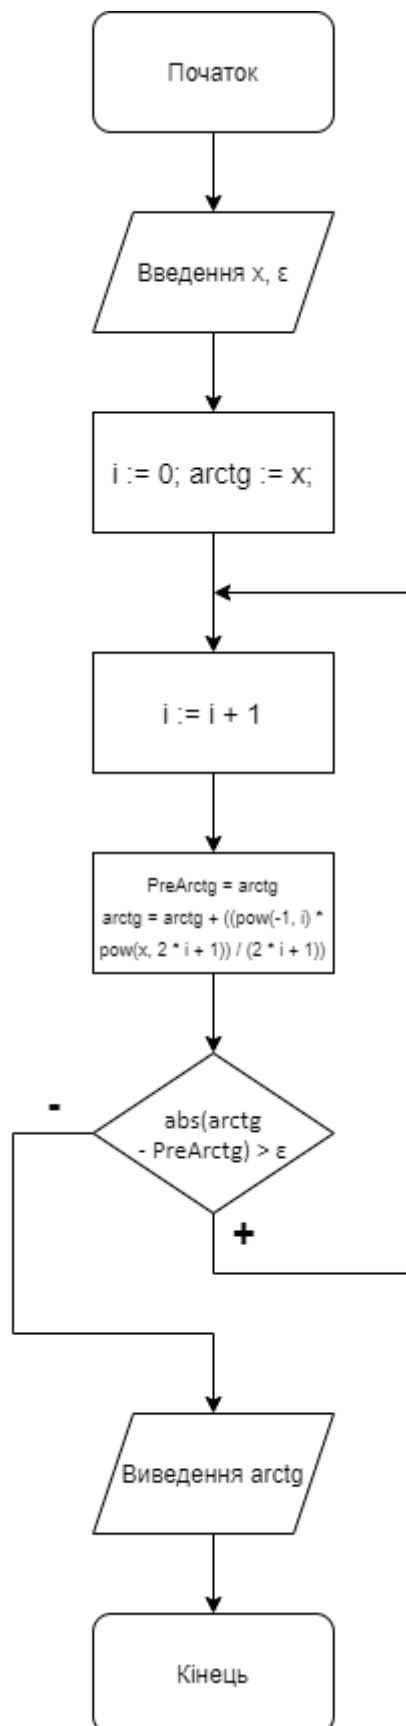 Початок
Введення x, ε
i := 0; arctg := x;
i := i + 1
PreArctg = arctg
arctg = arctg + ((pow(-1, i) *
pow(x, 2 * i + 1)) / (2 * i + 1))
-
abs(arctg
- PreArctg) > ε
+
Виведення arctg
Кінець